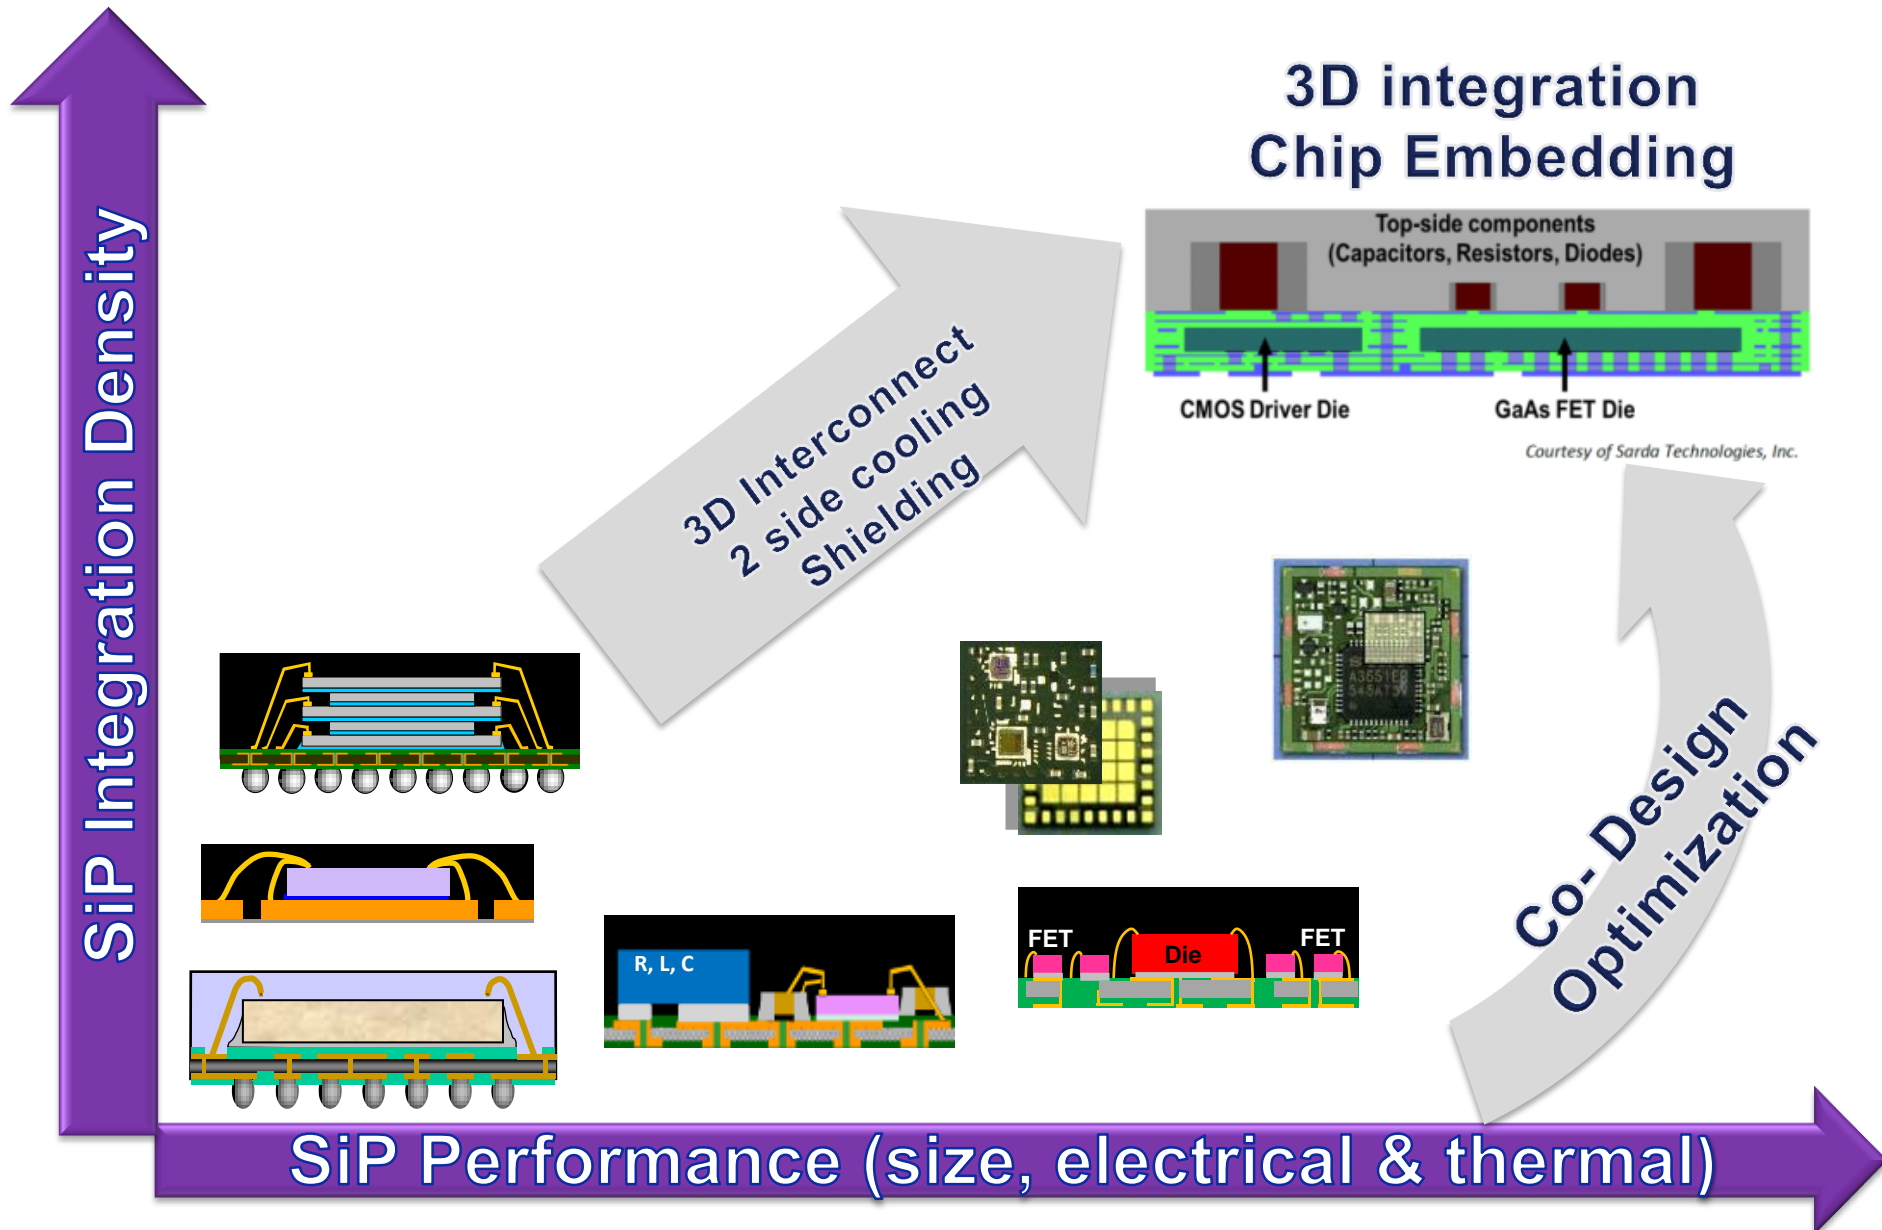 3D integration
Chip Embedding
Top-side components
(Capacitors, Resistors, Diodes)
CMOS Driver Die
GaAs FET Die
Courtesy of Sarda Technologies, Inc.
3D Interconnect
2 side cooling
Shielding
SiP Integration Density
Co- Design
Optimization
R, L, C
FET
Die
FET
SiP Performance (size, electrical & thermal)